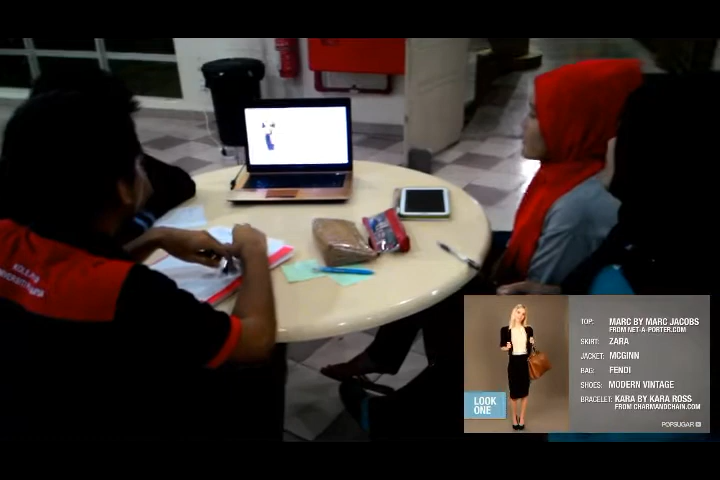 TOP: MARC BY MARC JACOBS
FROM NET-A-PORTER.COM
SKIRT: ZARA
JACKET: MCGINN
BAG: FENDI
SHOES: MODERN VINTAGE
BRACELET: KARA BY KARA ROSS
FROM CHARMANDCHAIN.COM
LOOK
ONE
POPSUGAR